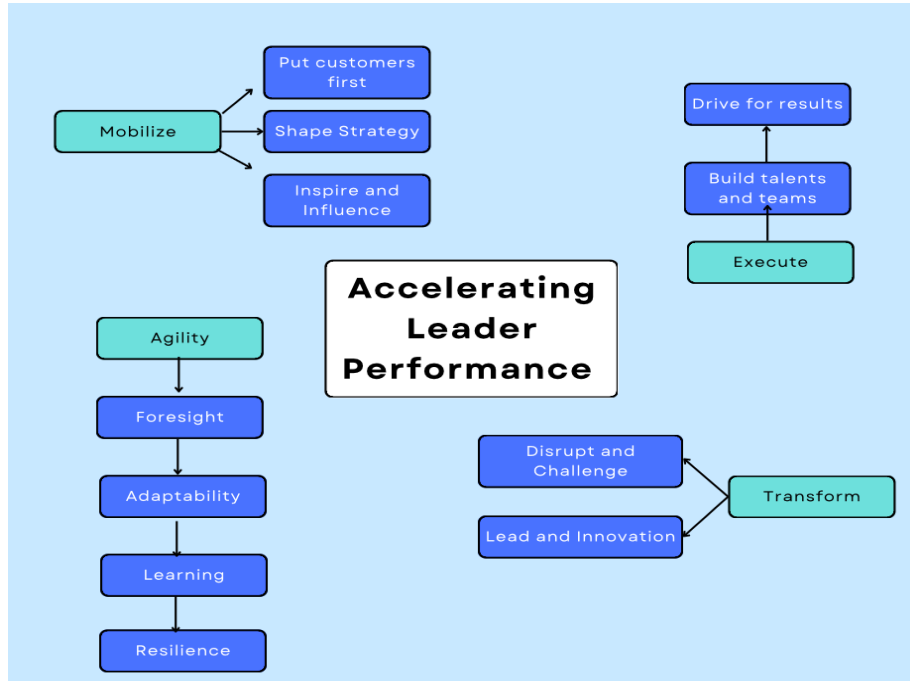 Put customers
first
Mobilize
Shape Strategy
Inspire and
Influence
Drive for results
Build talents
and teams
Execute
Accelerating
Leader
Performance
Agility
Foresight
Adaptability
Learning
Resilience
Disrupt and
Challenge
Transform
Lead and Innovation